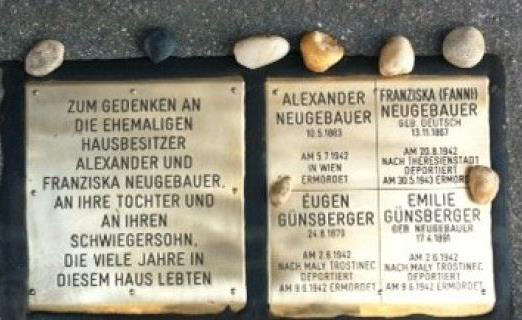 ZUM GEDENKEN AN
DIE EHEMALIGEN
HAUSBESITZER
ALEXANDER UND
FRANZISKA NEUGEBAUER,
AN IHRE TOCHTER UND
AN IHREN
SCHWIEGERSOHN,
DIE VIELE JAHRE IN
DIESEM HAUS LEBTEN
ALEXANDER
NEUGEBAUER
10.5.1863
AM 5.7.1942
IN WIEN
ERMORDET
FRANZISKA (FANNI)
NEUGEBAUER
GEB. DEUTSCH
13.11.1867
AM 20.8.1942
NACH THERESIENSTADT
DEPORTIERT
AM 30.5.1943 ERMORDET
EUGEN
GÜNSBERGER
24.8.1879
AM 2.6.1942
NACH MALY TROSTINEC
DEPORTIERT
AM 9.6.1942 ERMORDET
EMILIE
GÜNSBERGER
GEB. NEUGEBAUER
17.4.1891
AM 2.6.1942
NACH MALY TROSTINEC
DEPORTIERT
AM 9.6.1942 ERMORDET